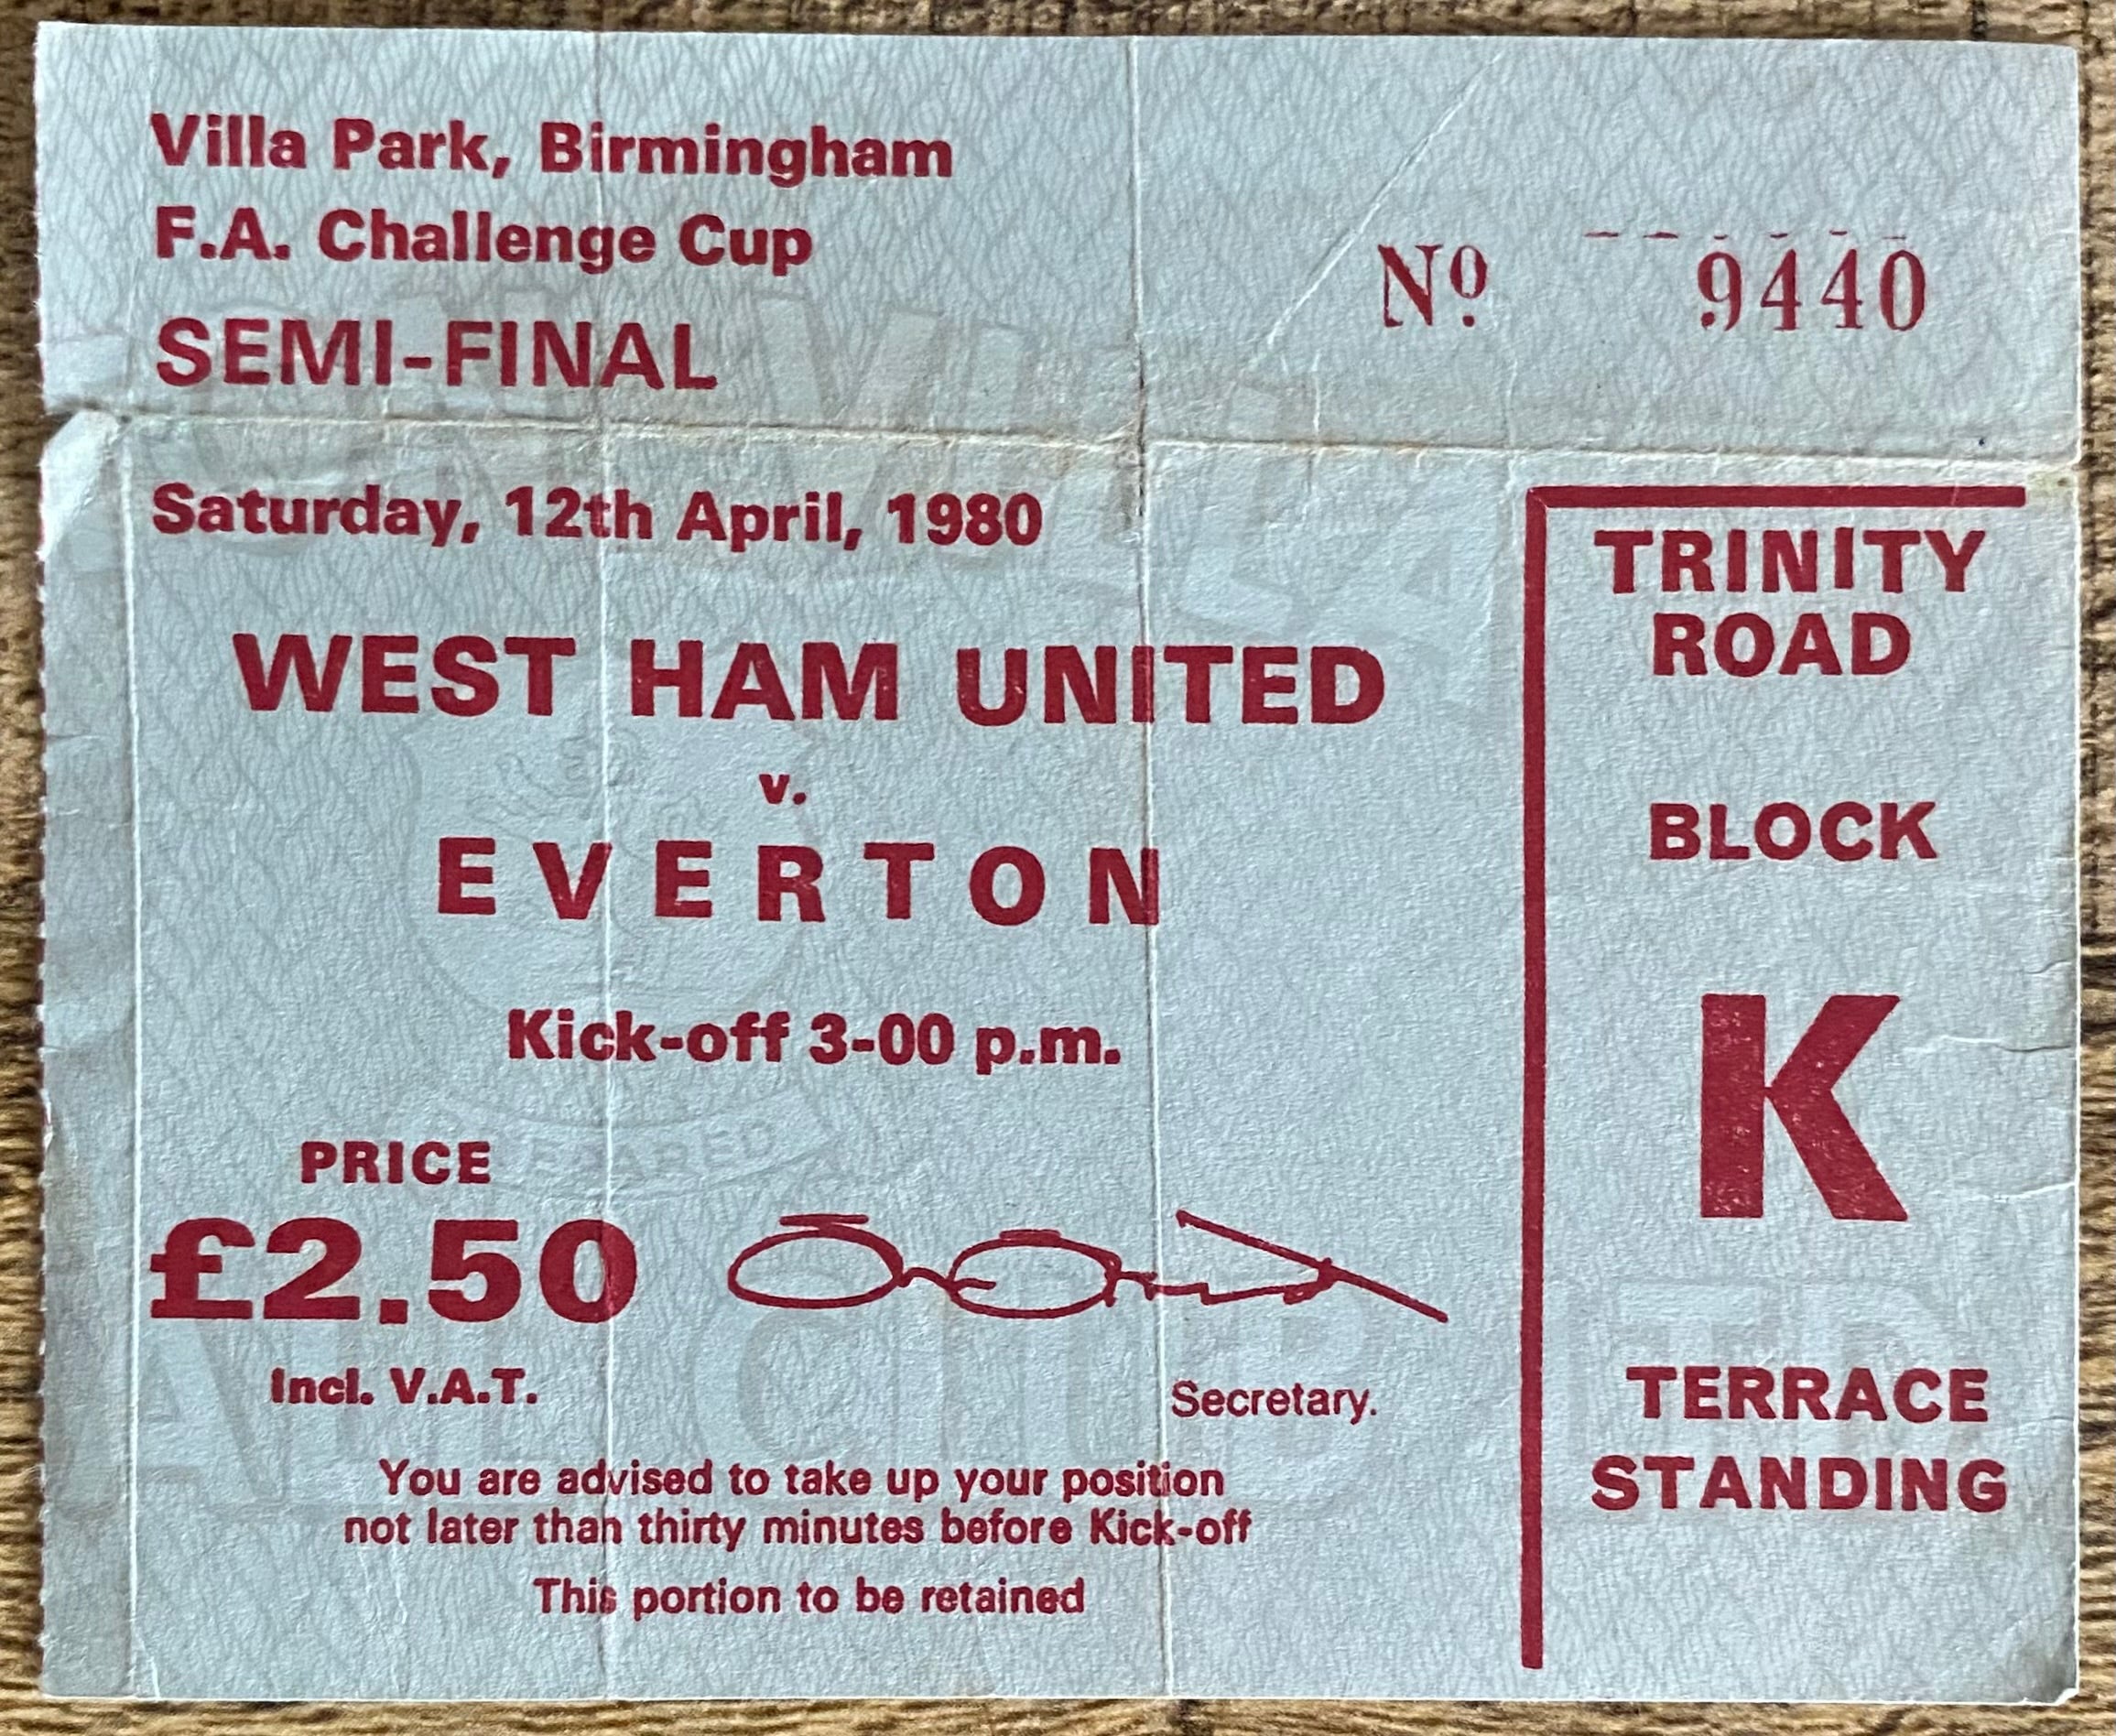 Villa Park, Birmingham
F.A. Challenge Cup
SEMI-FINAL
Nº 9440
Saturday, 12th April, 1980
WEST HAM UNITED
v.
EVERTON
Kick-off 3-00 p.m.
PRICE
£2.50
Incl. V.A.T.
Secretary.
You are advised to take up your position
not later than thirty minutes before Kick-off
This portion to be retained
TRINITY
ROAD
BLOCK
K
TERRACE
STANDING